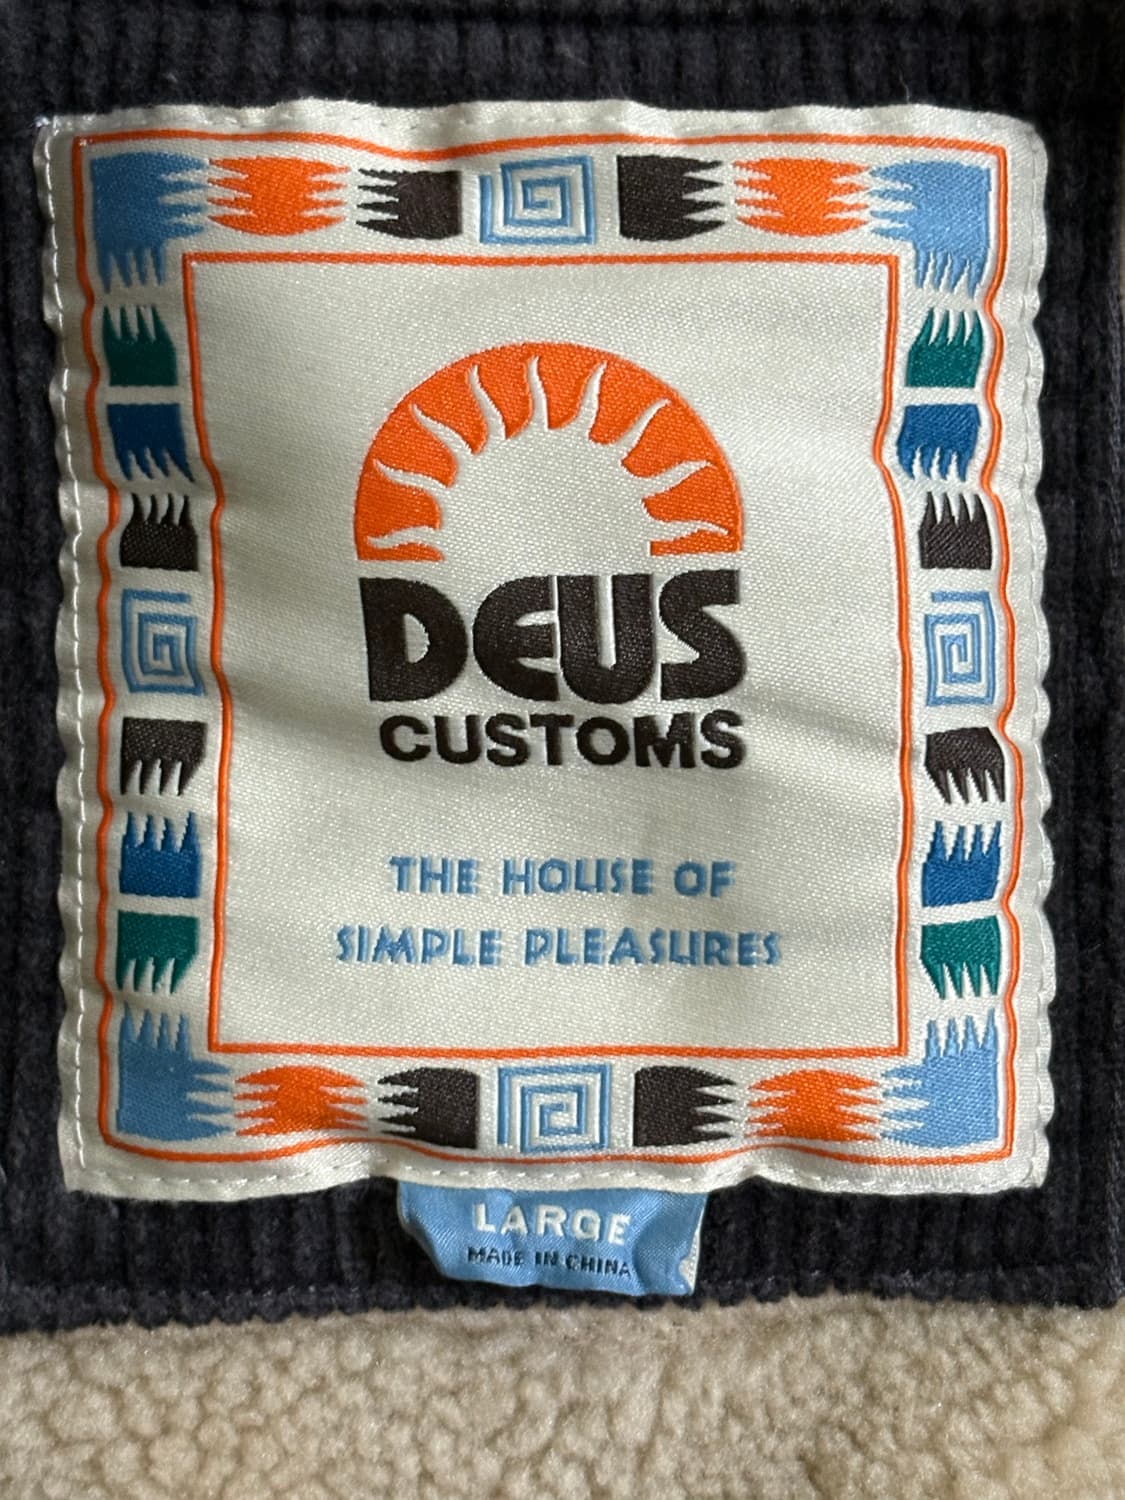 DEUS
CUSTOMS
THE HOUSE OF
SIMPLE PLEASURES
LARGE
MADE IN CHINA